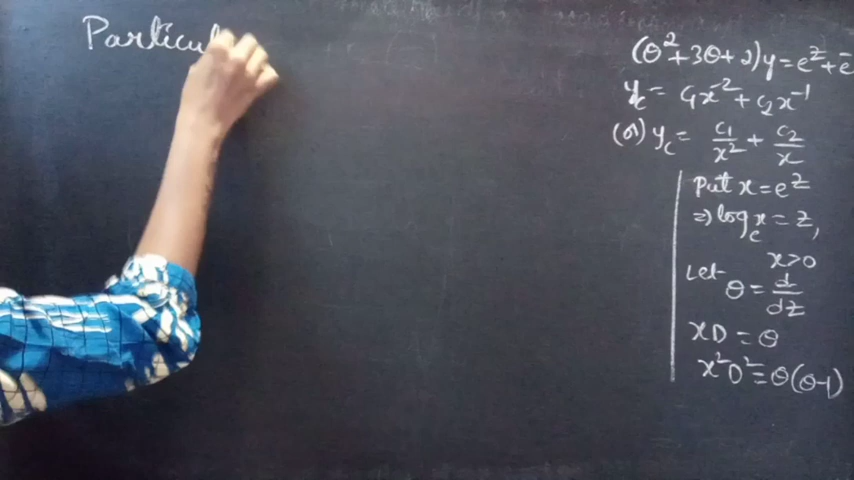 Particul
(θ²+3θ+2)y=e^z+e^-
y_c = c₁x^-2+c₂x^-1
(or) y_c = c₁/x² + c₂/x
Put x=e^z
⇒ log_e x = z,
x>0
Let θ = d/dz
xD = θ
x²D²=θ(θ-1)